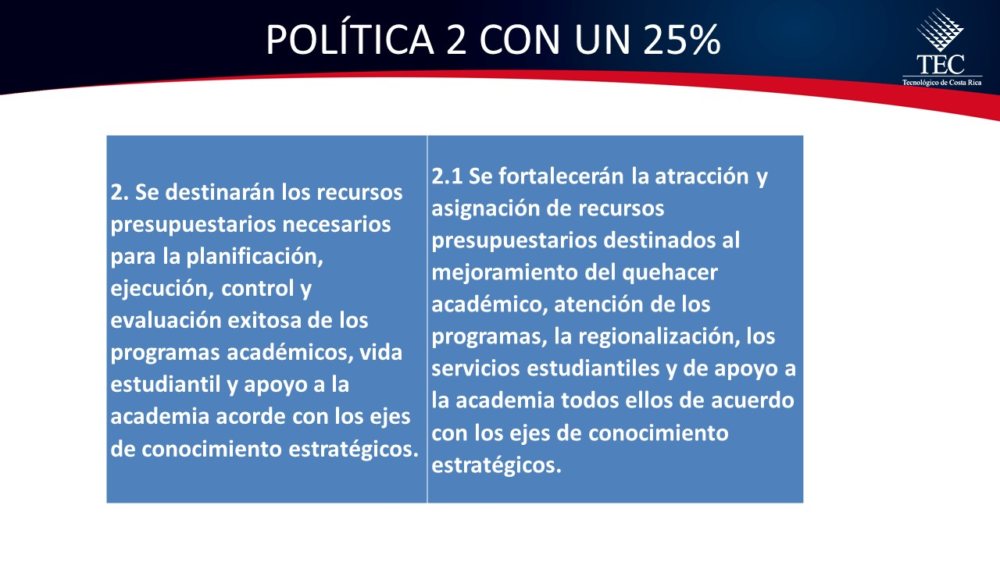 POLÍTICA 2 CON UN 25%
TEC
Tecnológico de Costa Rica
2. Se destinarán los recursos
presupuestarios necesarios
para la planificación,
ejecución, control y
evaluación exitosa de los
programas académicos, vida
estudiantil y apoyo a la
academia acorde con los ejes
de conocimiento estratégicos.
2.1 Se fortalecerán la atracción y
asignación de recursos
presupuestarios destinados al
mejoramiento del quehacer
académico, atención de los
programas, la regionalización, los
servicios estudiantiles y de apoyo a
la academia todos ellos de acuerdo
con los ejes de conocimiento
estratégicos.